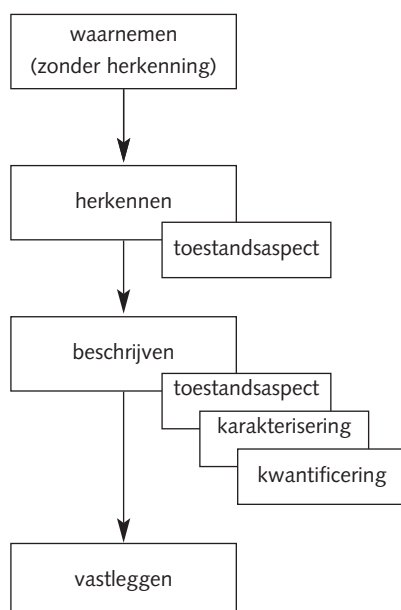 waarnemen
(zonder herkenning)
herkennen
toestandsaspect
beschrijven
toestandsaspect
karakterisering
kwantificering
vastleggen